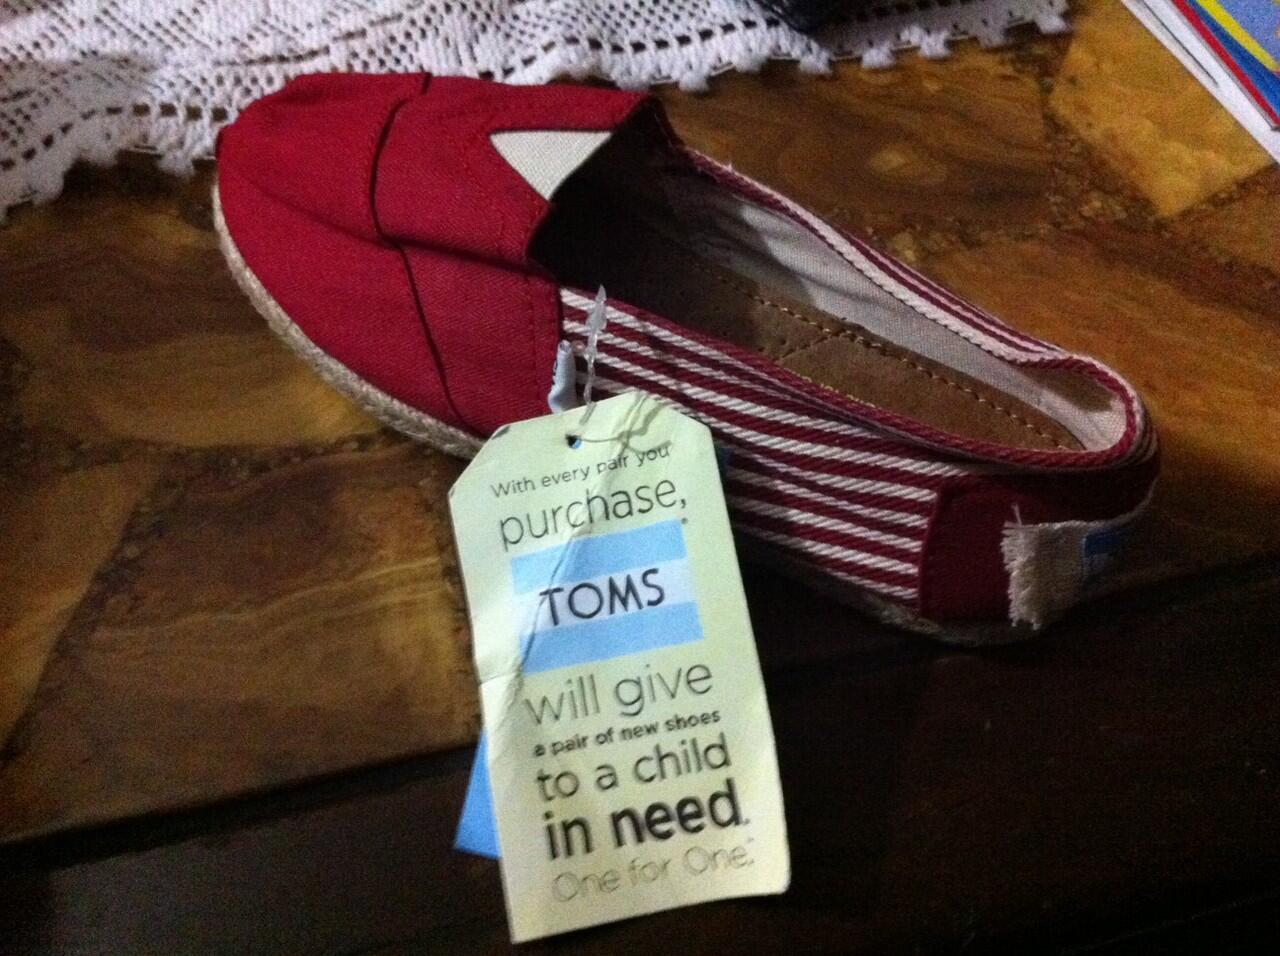 With every pair you
purchase,
TOMS
will give
a pair of new shoes
to a child
in need.
One for One.™